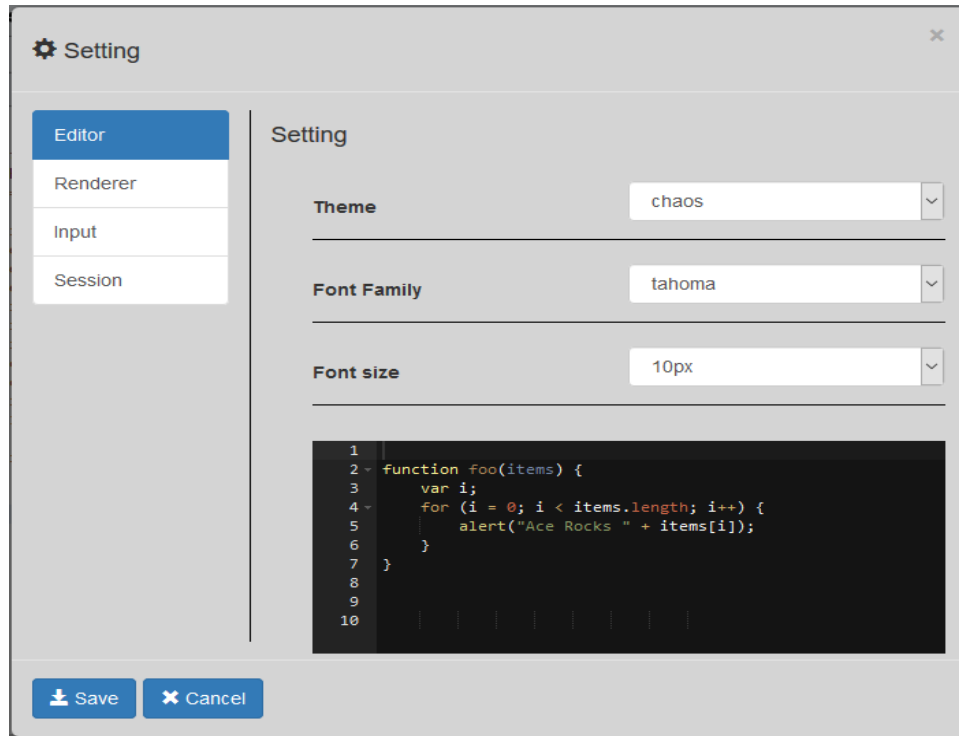 Setting
×
Editor
Renderer
Input
Session
Setting
Theme
chaos
Font Family
tahoma
Font size
10px
1
2 function foo(items) {
3     var i;
4     for (i = 0; i < items.length; i++) {
5         alert("Ace Rocks " + items[i]);
6     }
7 }
8
9
10
Save
Cancel